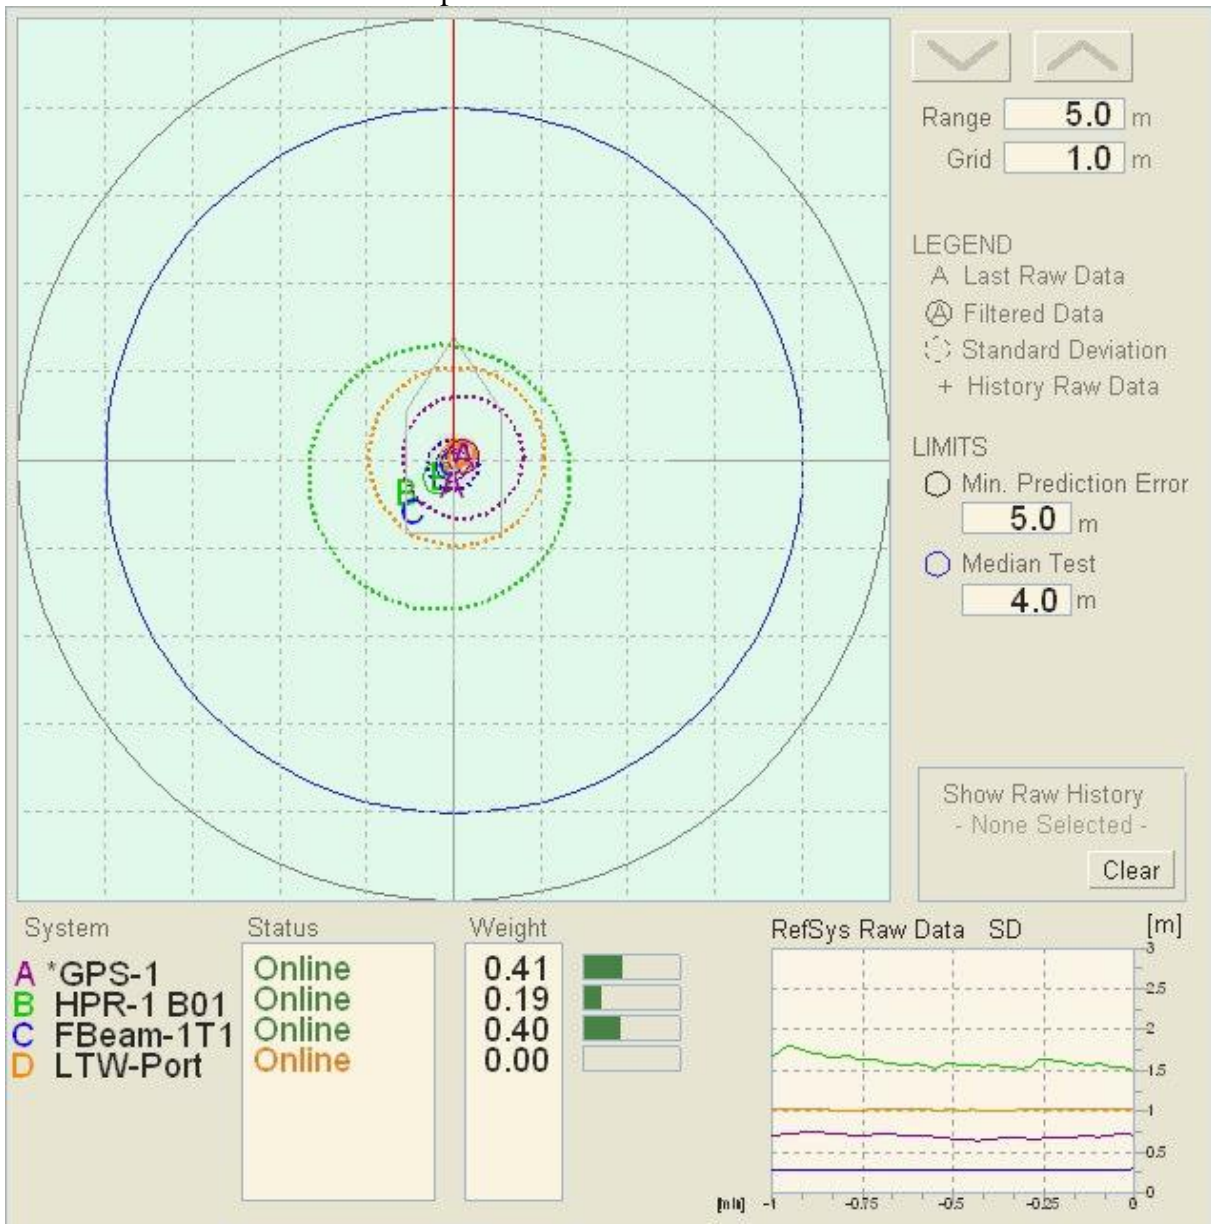 Range 5.0 m
Grid 1.0 m
LEGEND
A Last Raw Data
A Filtered Data
Standard Deviation
+ History Raw Data
LIMITS
Min. Prediction Error
5.0 m
Median Test
4.0 m
Show Raw History
- None Selected -
Clear
A
B
C
System Status Weight
A *GPS-1 Online 0.41
B HPR-1 B01 Online 0.19
C FBeam-1T1 Online 0.40
D LTW-Port Online 0.00
RefSys Raw Data SD [m]
3
2.5
2
1.5
1
0.5
0
-1 -0.75 -0.5 -0.25 0